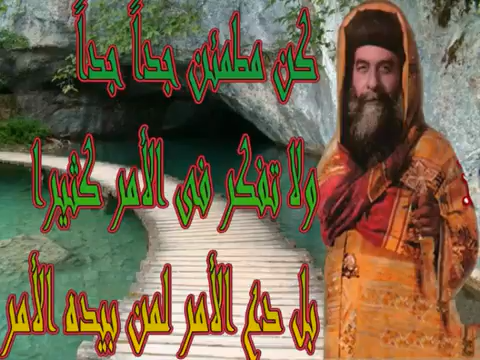 كن مطمئن جداً جداً
ولا تفكر فى الأمر كثيرا
بل دع الأمر لمن بيده الأمر